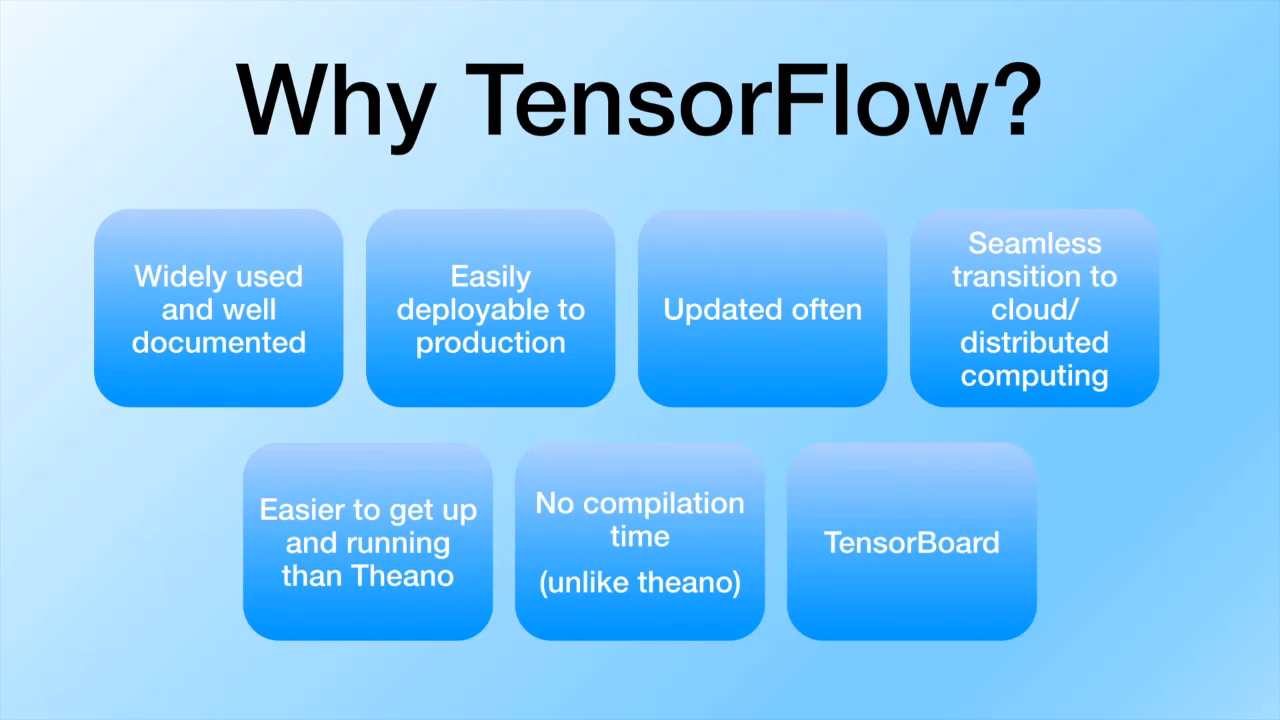 Why TensorFlow?
Widely used
and well
documented
Easily
deployable to
production
Updated often
Seamless
transition to
cloud/
distributed
computing
Easier to get up
and running
than Theano
No compilation
time
(unlike theano)
TensorBoard